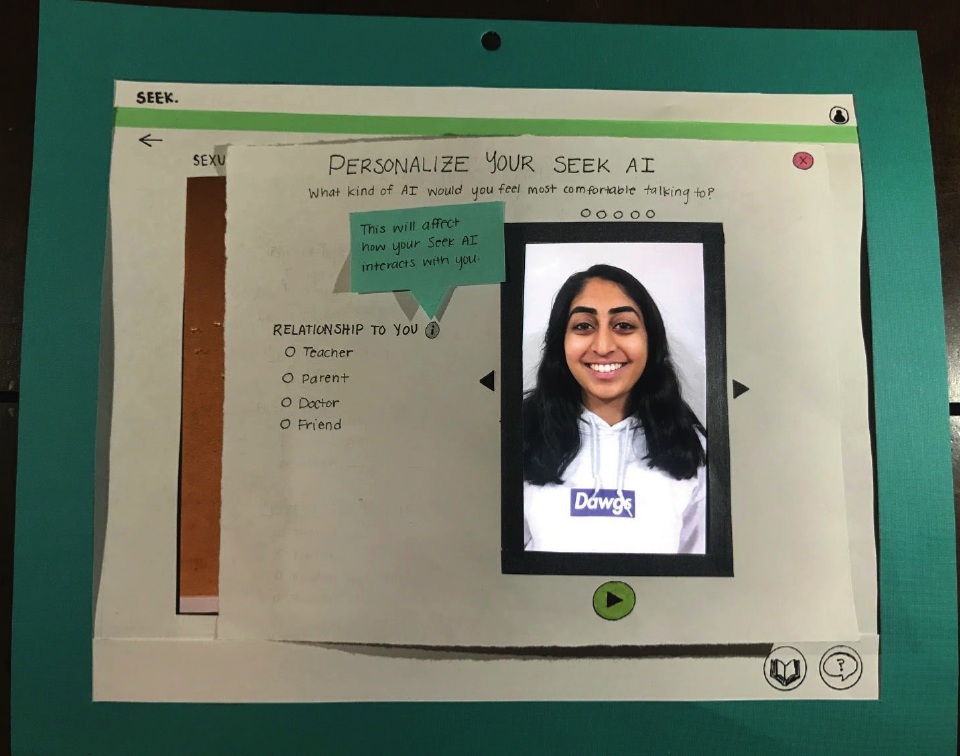 SEEK.
SEXU
PERSONALIZE YOUR SEEK AI
What kind of AI would you feel most comfortable talking to?
This will affect
how your Seek AI
interacts with you.
RELATIONSHIP TO YOU i
Teacher
Parent
Doctor
Friend
Dawgs
x
?